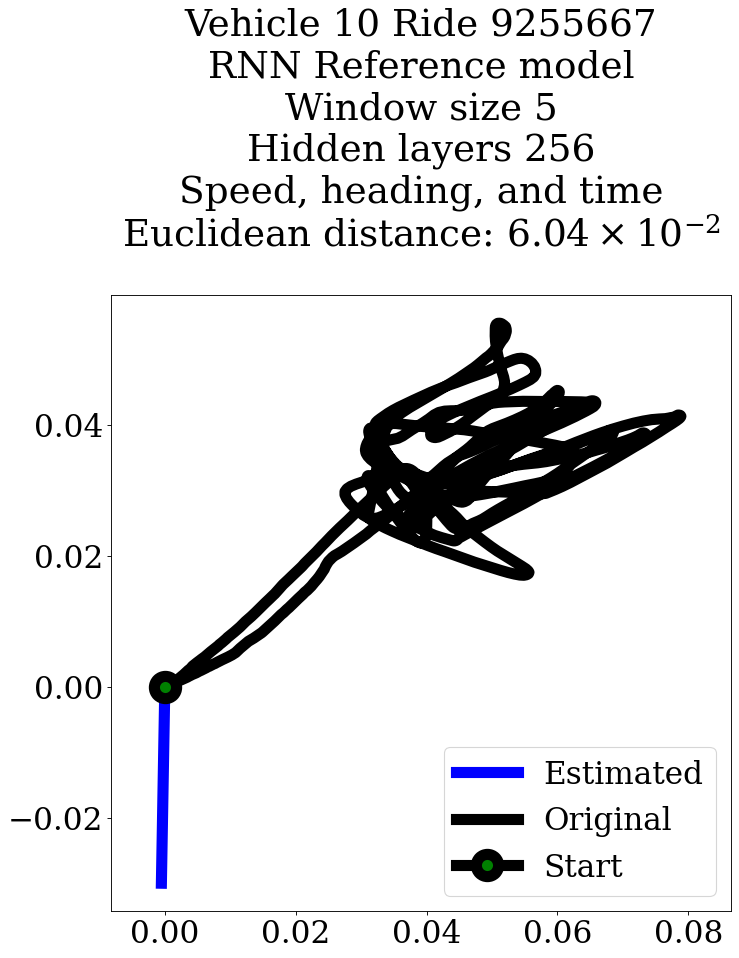 Vehicle 10 Ride 9255667
RNN Reference model
Window size 5
Hidden layers 256
Speed, heading, and time
Euclidean distance: 6.04 × 10⁻²
0.04
0.02
0.00
−0.02
Estimated
Original
Start
0.00 0.02 0.04 0.06 0.08